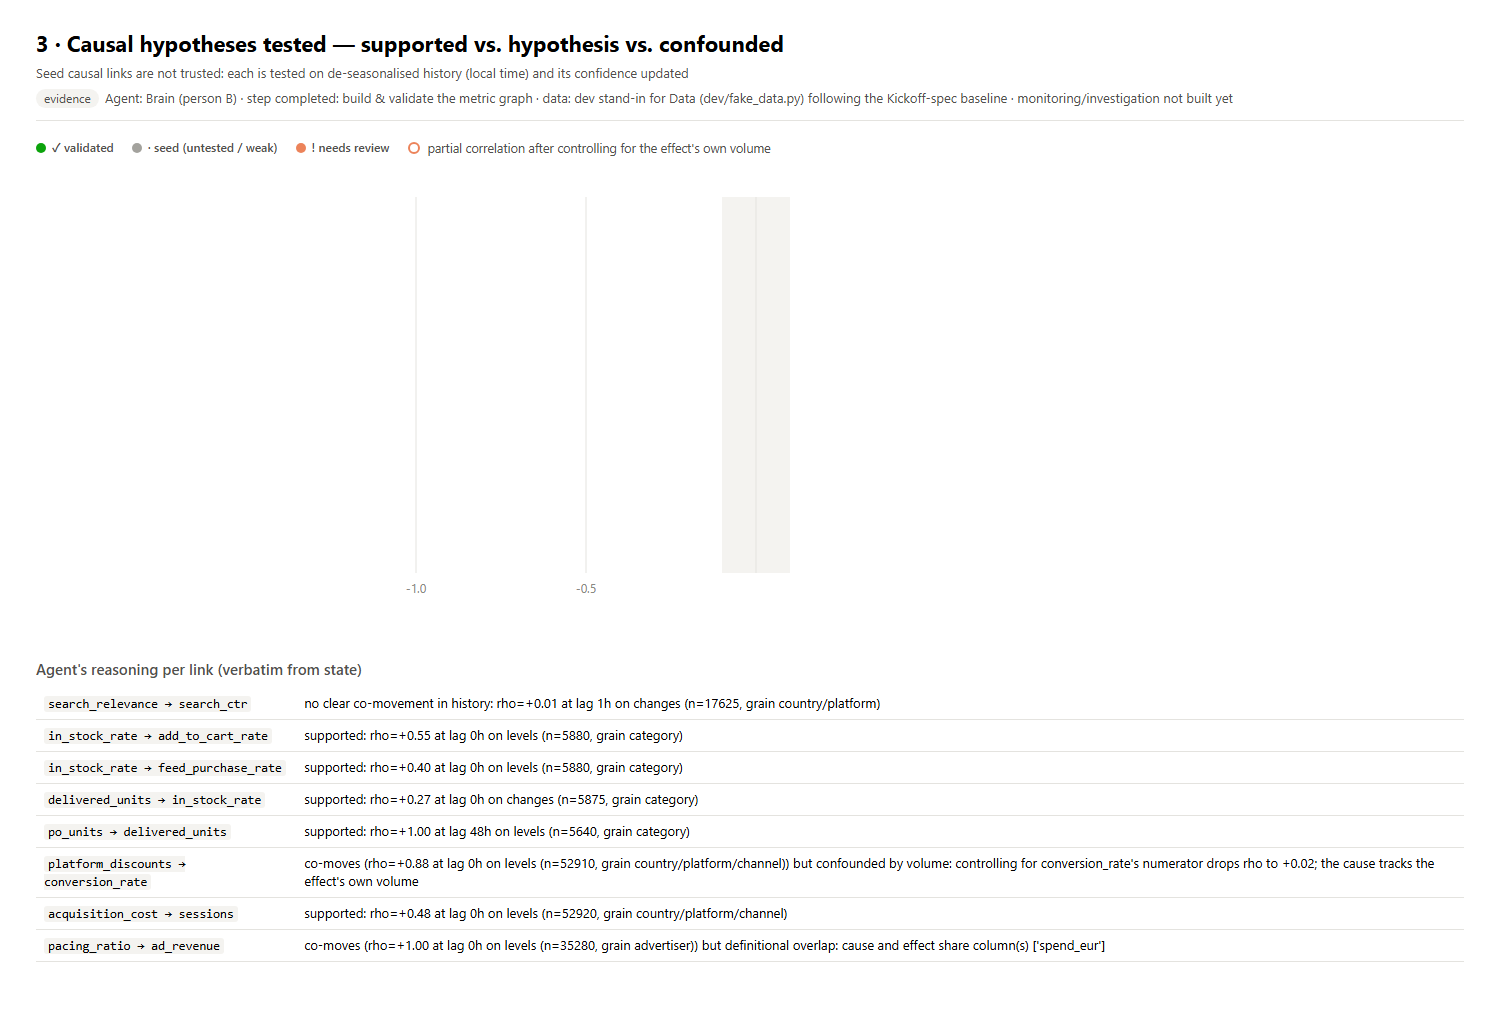 3 · Causal hypotheses tested — supported vs. hypothesis vs. confounded
Seed causal links are not trusted: each is tested on de-seasonalised history (local time) and its confidence updated
evidence Agent: Brain (person B) · step completed: build & validate the metric graph · data: dev stand-in for Data (dev/fake_data.py) following the Kickoff-spec baseline · monitoring/investigation not built yet
✓ validated · seed (untested / weak) ! needs review partial correlation after controlling for the effect's own volume
-1.0 -0.5
Agent's reasoning per link (verbatim from state)
search_relevance → search_ctr no clear co-movement in history: rho=+0.01 at lag 1h on changes (n=17625, grain country/platform)
in_stock_rate → add_to_cart_rate supported: rho=+0.55 at lag 0h on levels (n=5880, grain category)
in_stock_rate → feed_purchase_rate supported: rho=+0.40 at lag 0h on levels (n=5880, grain category)
delivered_units → in_stock_rate supported: rho=+0.27 at lag 0h on changes (n=5875, grain category)
po_units → delivered_units supported: rho=+1.00 at lag 48h on levels (n=5640, grain category)
platform_discounts → co-moves (rho=+0.88 at lag 0h on levels (n=52910, grain country/platform/channel)) but confounded by volume: controlling for conversion_rate's numerator drops rho to +0.02; the cause tracks the
conversion_rate effect's own volume
acquisition_cost → sessions supported: rho=+0.48 at lag 0h on levels (n=52920, grain country/platform/channel)
pacing_ratio → ad_revenue co-moves (rho=+1.00 at lag 0h on levels (n=35280, grain advertiser)) but definitional overlap: cause and effect share column(s) ['spend_eur']